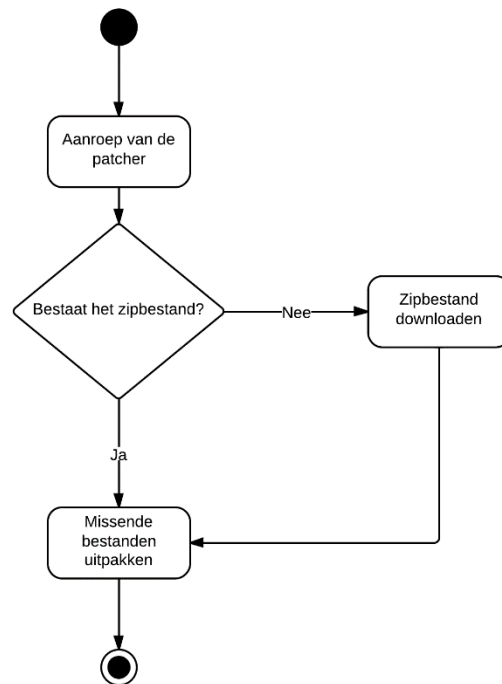 Aanroep van de
patcher
Bestaat het zipbestand?
Nee
Zipbestand
downloaden
Ja
Missende
bestanden
uitpakken